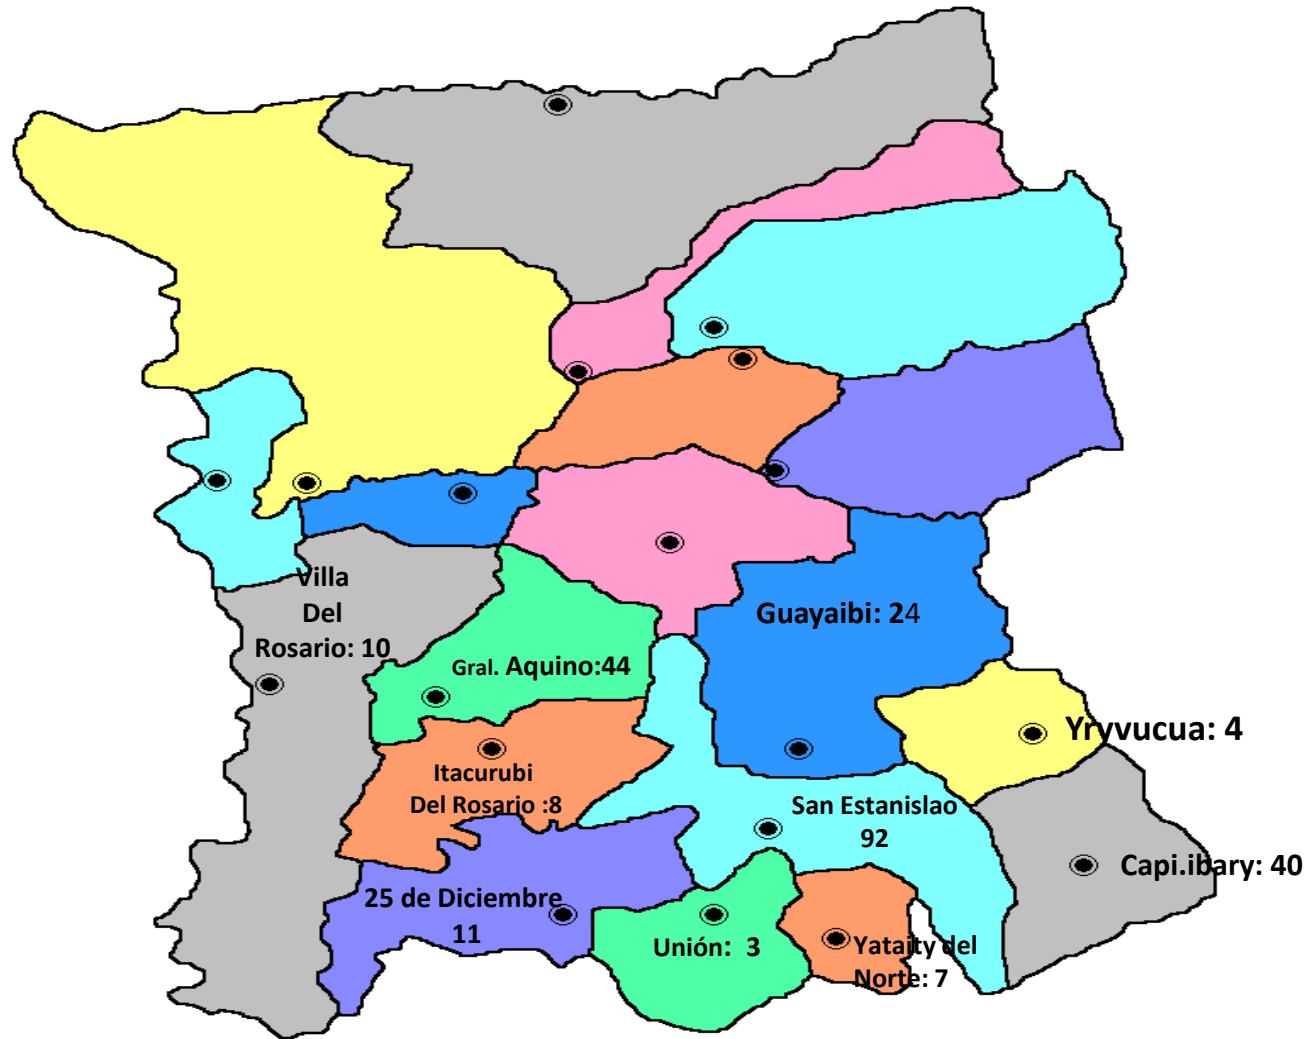 Villa
Del
Rosario: 10
Guayaibi: 24
Gral. Aquino:44
Yryvucua: 4
Itacurubi
Del Rosario :8
San Estanislao
92
Capi.ibary: 40
25 de Diciembre
11
Unión:  3
Yataity del
Norte: 7